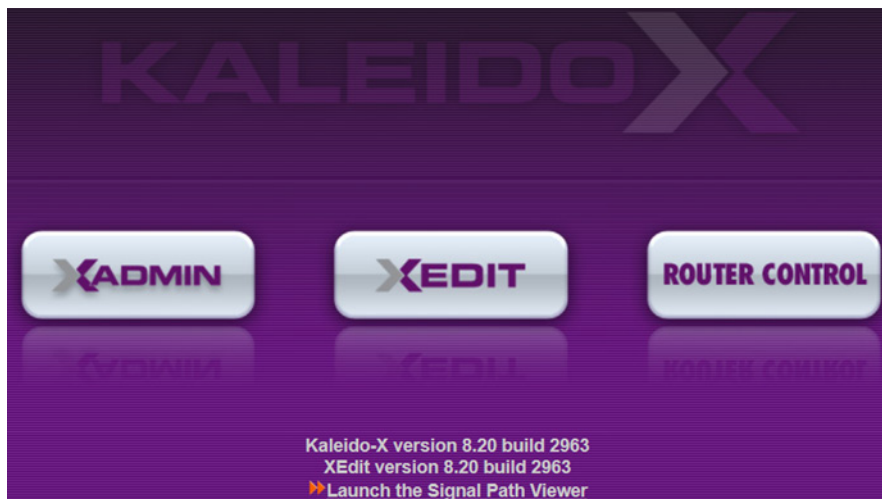 KALEIDOX
XADMIN
XEDIT
ROUTER CONTROL
Kaleido-X version 8.20 build 2963
XEdit version 8.20 build 2963
Launch the Signal Path Viewer